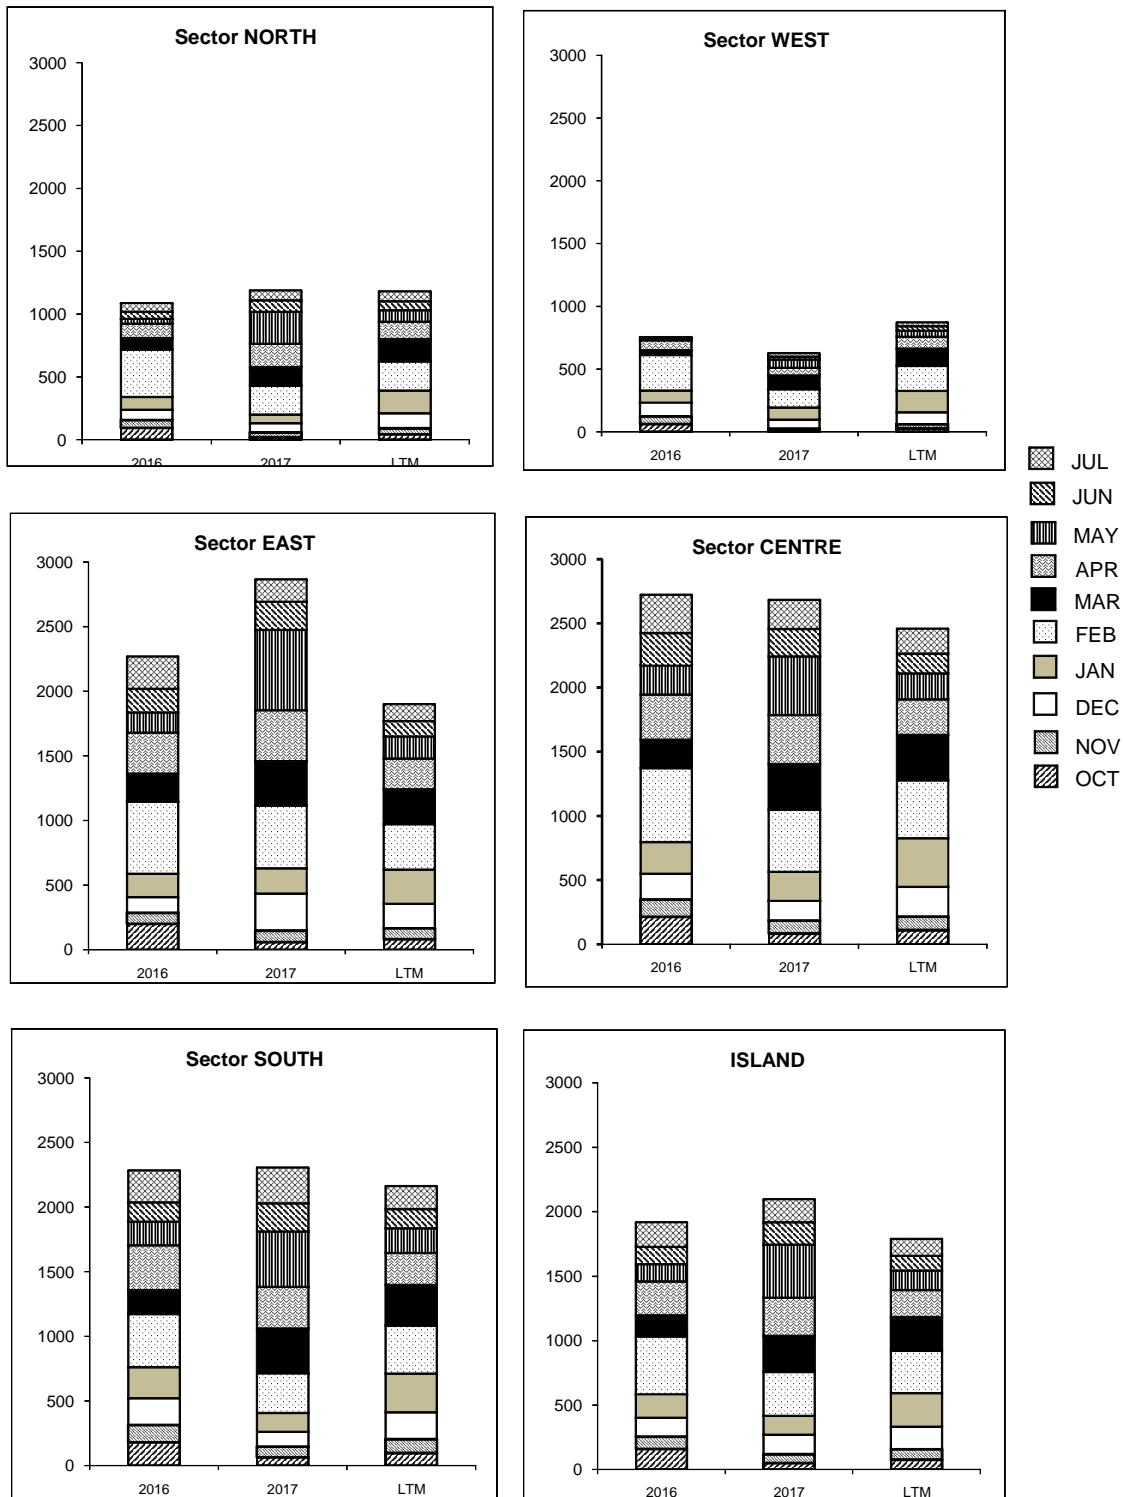 Sector NORTH
3000
2500
2000
1500
1000
500
0
2016 2017 LTM
Sector WEST
3000
2500
2000
1500
1000
500
0
2016 2017 LTM
Sector EAST
3000
2500
2000
1500
1000
500
0
2016 2017 LTM
Sector CENTRE
3000
2500
2000
1500
1000
500
0
2016 2017 LTM
JUL
JUN
MAY
APR
MAR
FEB
JAN
DEC
NOV
OCT
Sector SOUTH
3000
2500
2000
1500
1000
500
0
2016 2017 LTM
ISLAND
3000
2500
2000
1500
1000
500
0
2016 2017 LTM